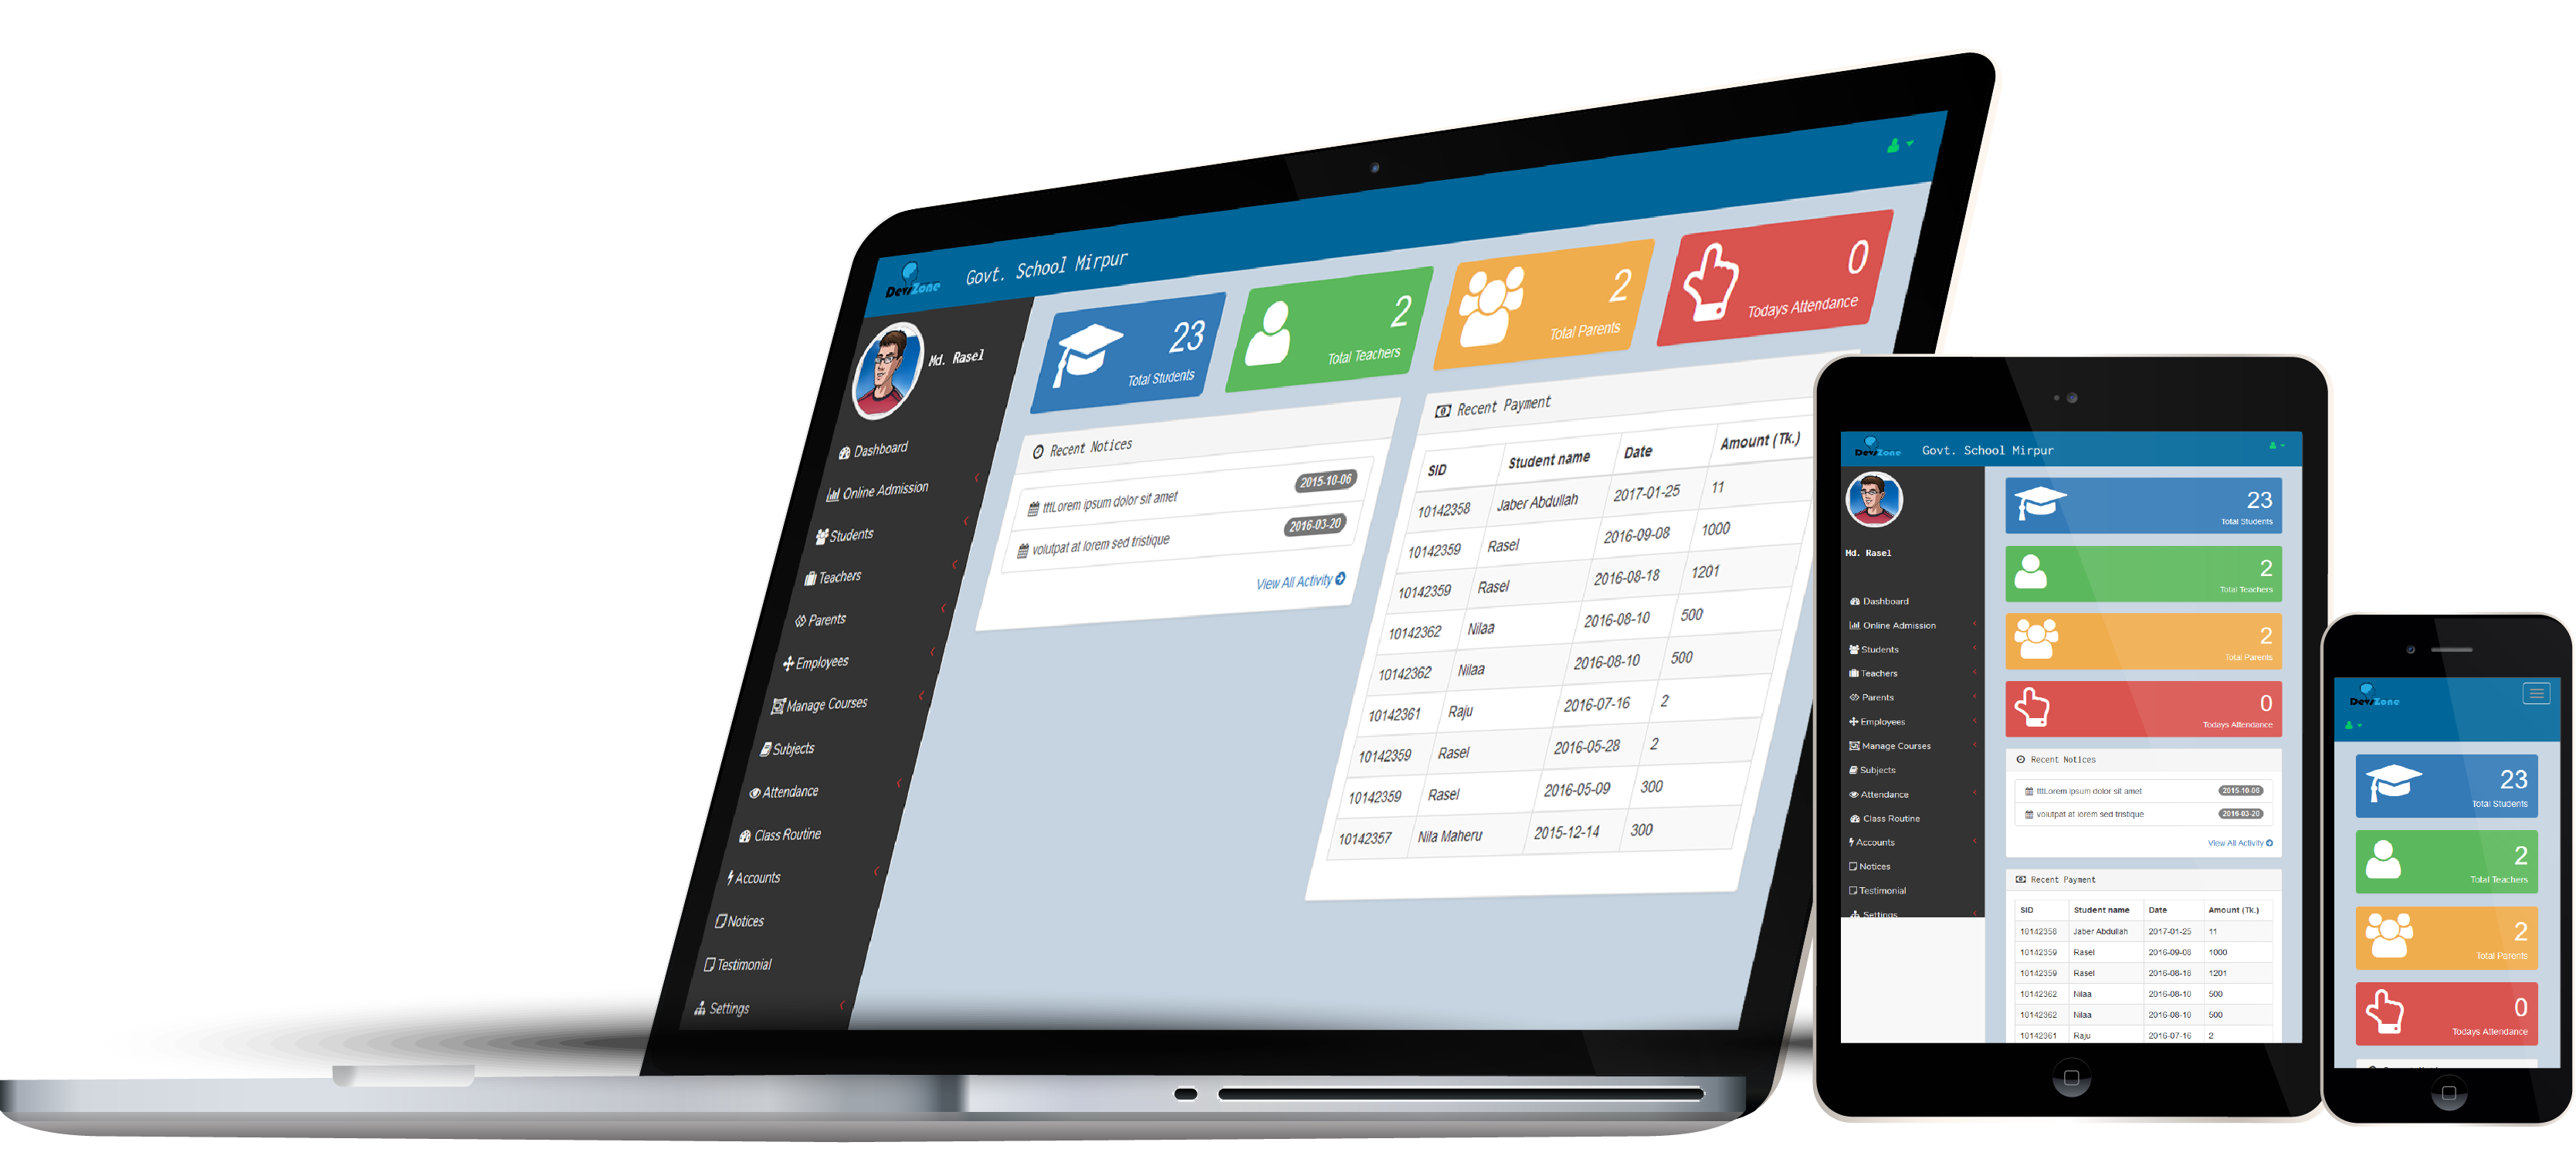 DevsZone
Govt. School Mirpur
Md. Rasel
Dashboard
Online Admission
Students
Teachers
Parents
Employees
Manage Courses
Subjects
Attendance
Class Routine
Accounts
Notices
Testimonial
Settings
23
Total Students
2
Total Teachers
2
Total Parents
0
Todays Attendance
Recent Notices
tttLorem ipsum dolor sit amet 2015-10-06
volutpat at lorem sed tristique 2016-03-20
View All Activity
Recent Payment
SID Student name Date Amount (Tk.)
10142358 Jaber Abdullah 2017-01-25 11
10142359 Rasel 2016-09-08 1000
10142359 Rasel 2016-08-18 1201
10142362 Nilaa 2016-08-10 500
10142362 Nilaa 2016-08-10 500
10142361 Raju 2016-07-16 2
10142359 Rasel 2016-05-28 2
10142359 Rasel 2016-05-09 300
10142357 Nila Maheru 2015-12-14 300
DevsZone
Govt. School Mirpur
Md. Rasel
Dashboard
Online Admission
Students
Teachers
Parents
Employees
Manage Courses
Subjects
Attendance
Class Routine
Accounts
Notices
Testimonial
Settings
23
Total Students
2
Total Teachers
2
Total Parents
0
Todays Attendance
Recent Notices
tttLorem ipsum dolor sit amet 2015-10-06
volutpat at lorem sed tristique 2016-03-20
View All Activity
Recent Payment
SID Student name Date Amount (Tk.)
10142358 Jaber Abdullah 2017-01-25 11
10142359 Rasel 2016-09-08 1000
10142359 Rasel 2016-08-18 1201
10142362 Nilaa 2016-08-10 500
10142362 Nilaa 2016-08-10 500
10142361 Raju 2016-07-16 2
DevsZone
23
Total Students
2
Total Teachers
2
Total Parents
0
Todays Attendance